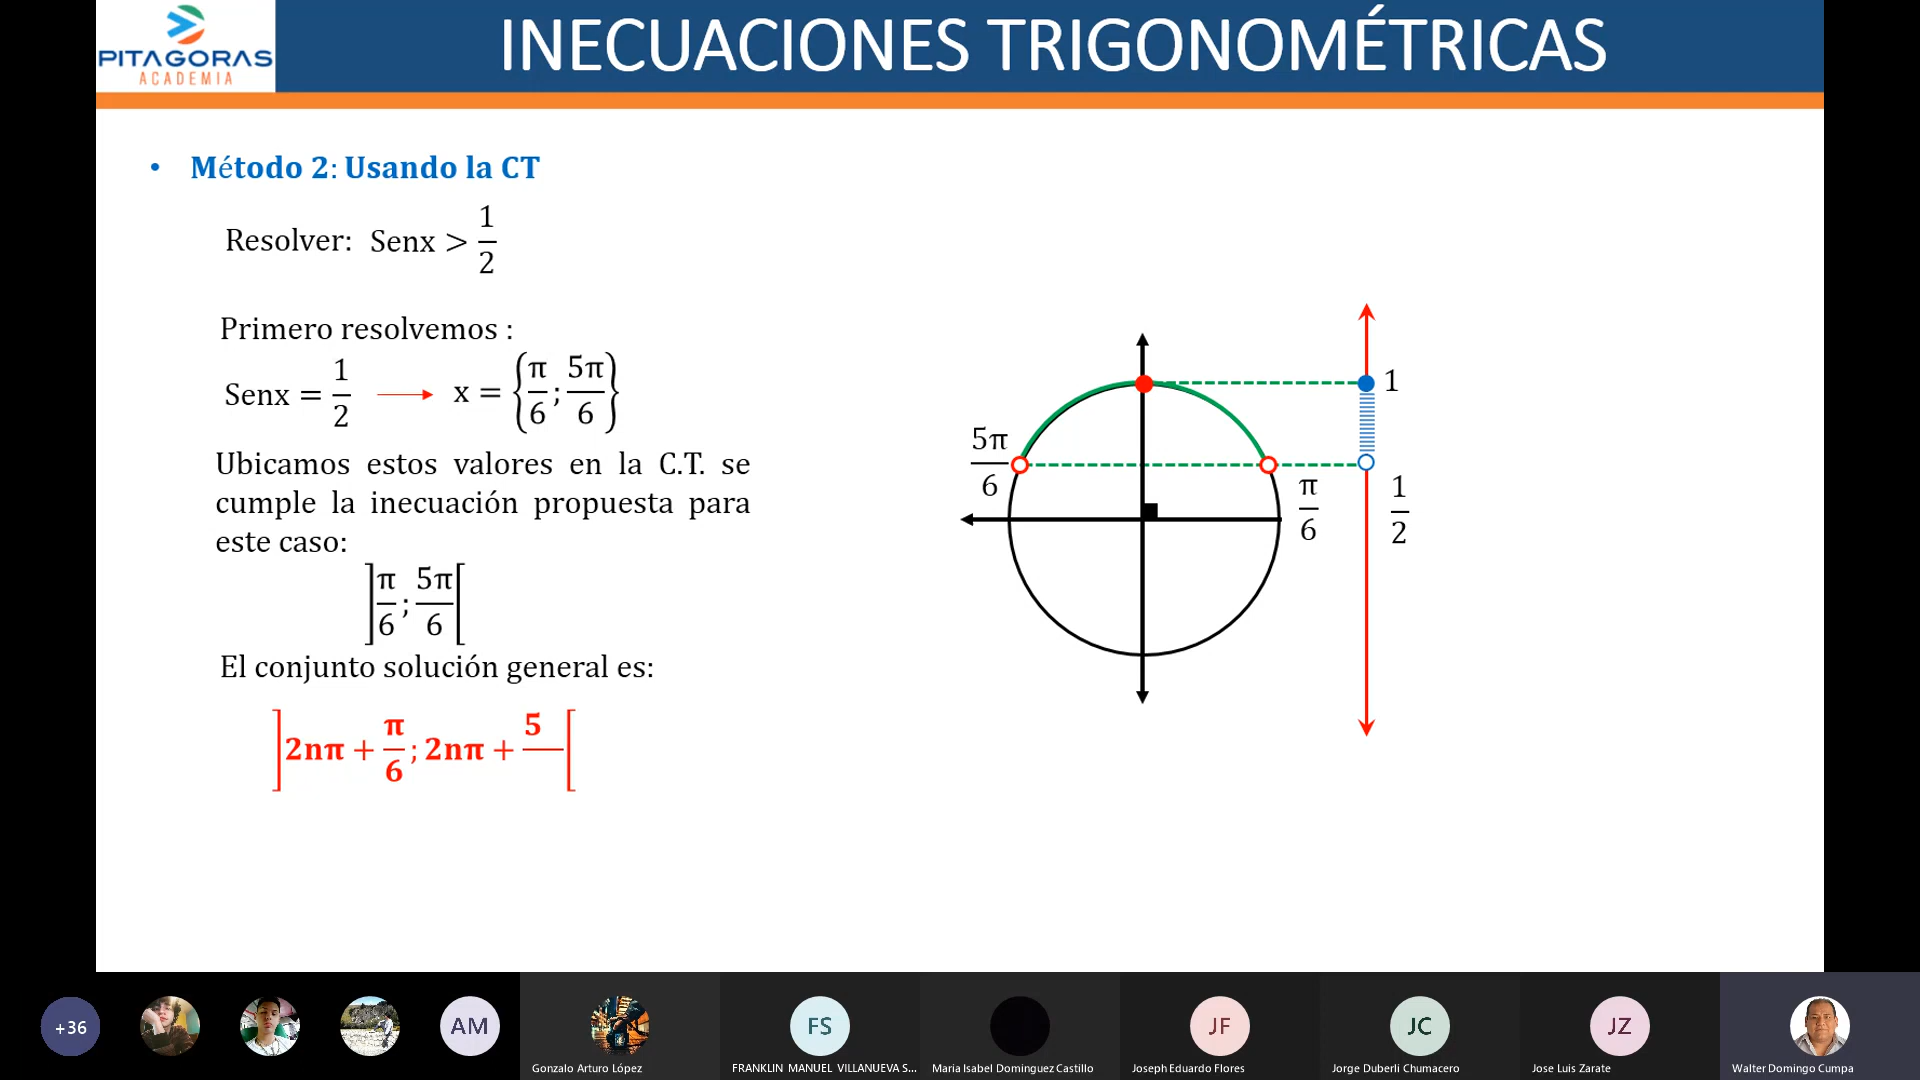 PITAGORAS
ACADEMIA
INECUACIONES TRIGONOMÉTRICAS
• Método 2: Usando la CT
Resolver: Senx > 1/2
Primero resolvemos :
Senx = 1/2 → x = {π/6 ; 5π/6}
Ubicamos estos valores en la C.T. se
cumple la inecuación propuesta para
este caso:
]π/6 ; 5π/6[
El conjunto solución general es:
]2nπ + π/6 ; 2nπ + 5/ [
5π/6
π/6
1
1/2
+36
AM
Gonzalo Arturo López
FS
FRANKLIN MANUEL VILLANUEVA S...
Maria Isabel Dominguez Castillo
JF
Joseph Eduardo Flores
JC
Jorge Duberli Chumacero
JZ
Jose Luis Zarate
Walter Domingo Cumpa